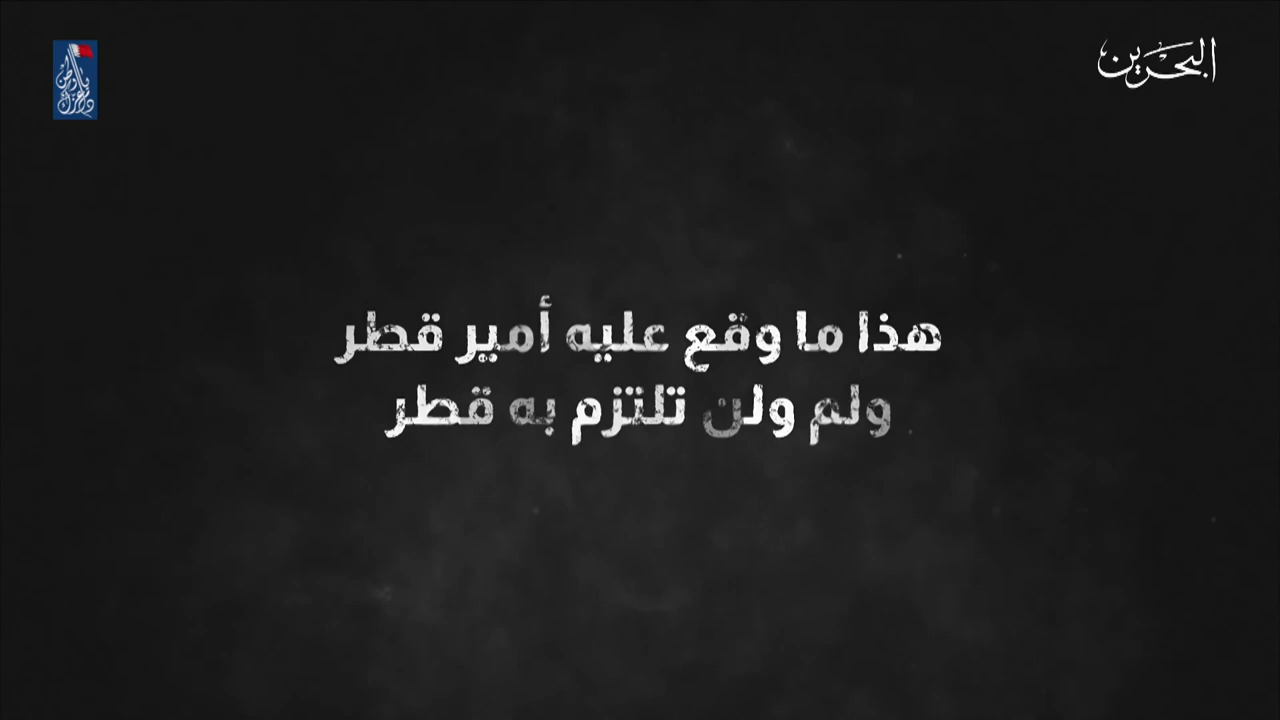 البحرين
هذا ما وقع عليه أمير قطر
ولم ولن تلتزم به قطر